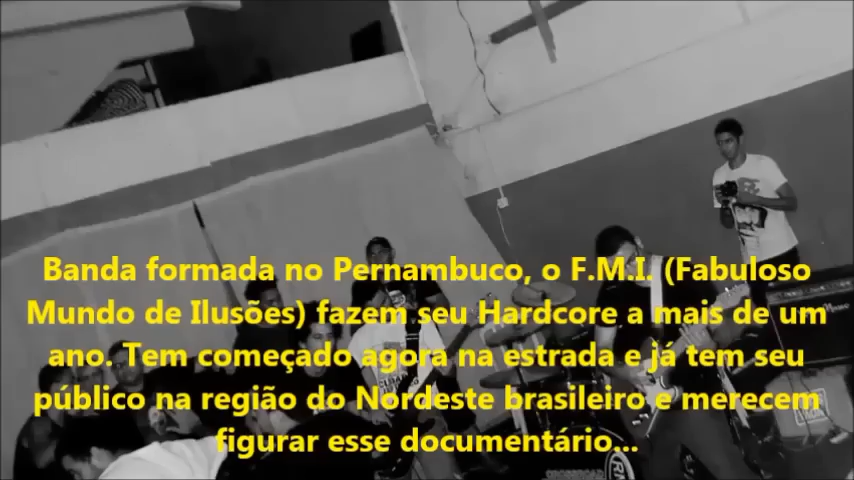 Banda formada no Pernambuco, o F.M.I. (Fabuloso
Mundo de Ilusões) fazem seu Hardcore a mais de um
ano. Tem começado agora na estrada e já tem seu
público na região do Nordeste brasileiro e merecem
figurar esse documentário...